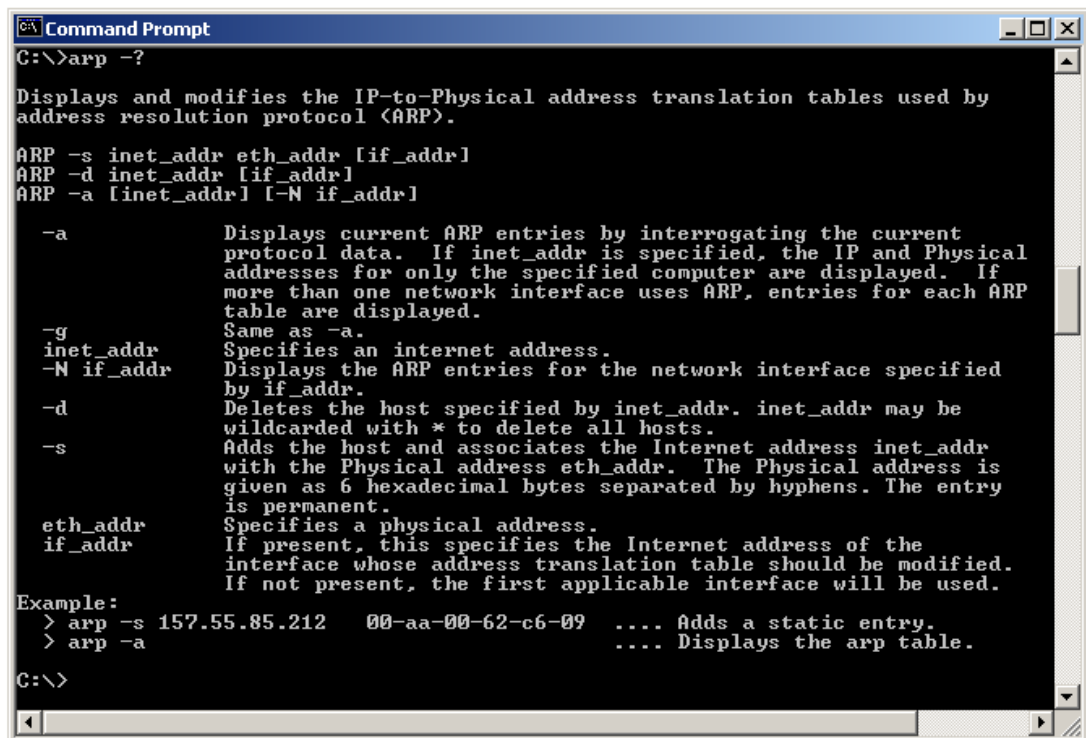 Command Prompt
C:\>arp -?
Displays and modifies the IP-to-Physical address translation tables used by
address resolution protocol (ARP).
ARP -s inet_addr eth_addr [if_addr]
ARP -d inet_addr [if_addr]
ARP -a [inet_addr] [-N if_addr]
-a Displays current ARP entries by interrogating the current
protocol data. If inet_addr is specified, the IP and Physical
addresses for only the specified computer are displayed. If
more than one network interface uses ARP, entries for each ARP
table are displayed.
-g Same as -a.
inet_addr Specifies an internet address.
-N if_addr Displays the ARP entries for the network interface specified
by if_addr.
-d Deletes the host specified by inet_addr. inet_addr may be
wildcarded with * to delete all hosts.
-s Adds the host and associates the Internet address inet_addr
with the Physical address eth_addr. The Physical address is
given as 6 hexadecimal bytes separated by hyphens. The entry
is permanent.
eth_addr Specifies a physical address.
if_addr If present, this specifies the Internet address of the
interface whose address translation table should be modified.
If not present, the first applicable interface will be used.
Example:
> arp -s 157.55.85.212 00-aa-00-62-c6-09 .... Adds a static entry.
> arp -a .... Displays the arp table.
C:\>